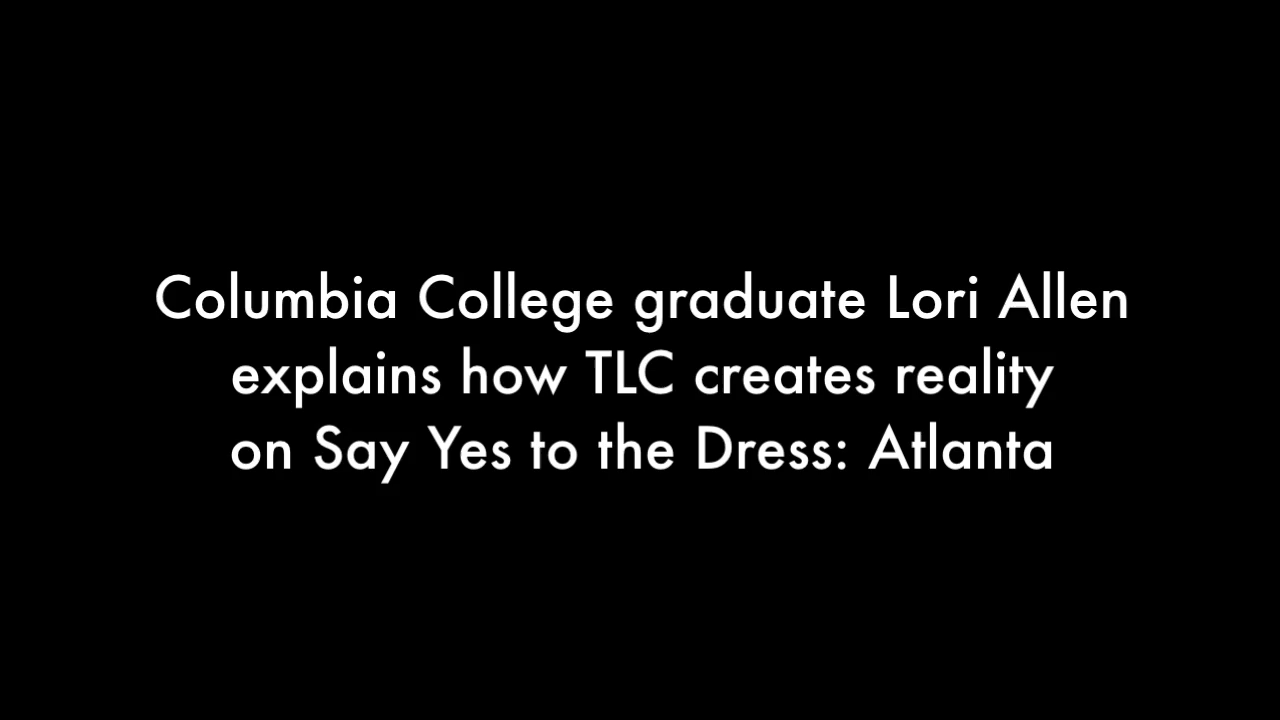 Columbia College graduate Lori Allen
explains how TLC creates reality
on Say Yes to the Dress: Atlanta